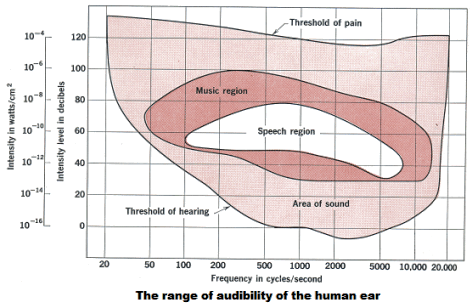 Threshold of pain
Music region
Speech region
Area of sound
Threshold of hearing
Intensity in watts/cm²
10⁻⁴
10⁻⁶
10⁻⁸
10⁻¹⁰
10⁻¹²
10⁻¹⁴
10⁻¹⁶
Intensity level in decibels
120
100
80
60
40
20
0
20 50 100 200 500 1000 2000 5000 10,000 20.000
Frequency in cycles/second
The range of audibility of the human ear